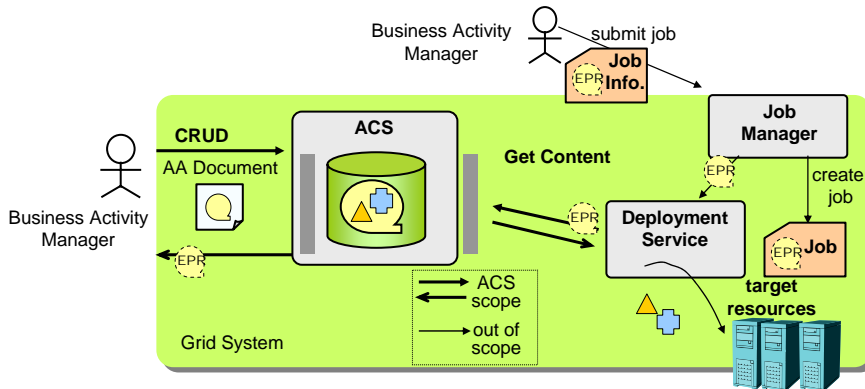 Business Activity
Manager
submit job
EPR
Job
Info.
ACS
Job
Manager
CRUD
AA Document
Get Content
EPR
create
job
Business Activity
Manager
EPR
Deployment
Service
EPR
Job
EPR
target
resources
ACS
scope
out of
scope
Grid System